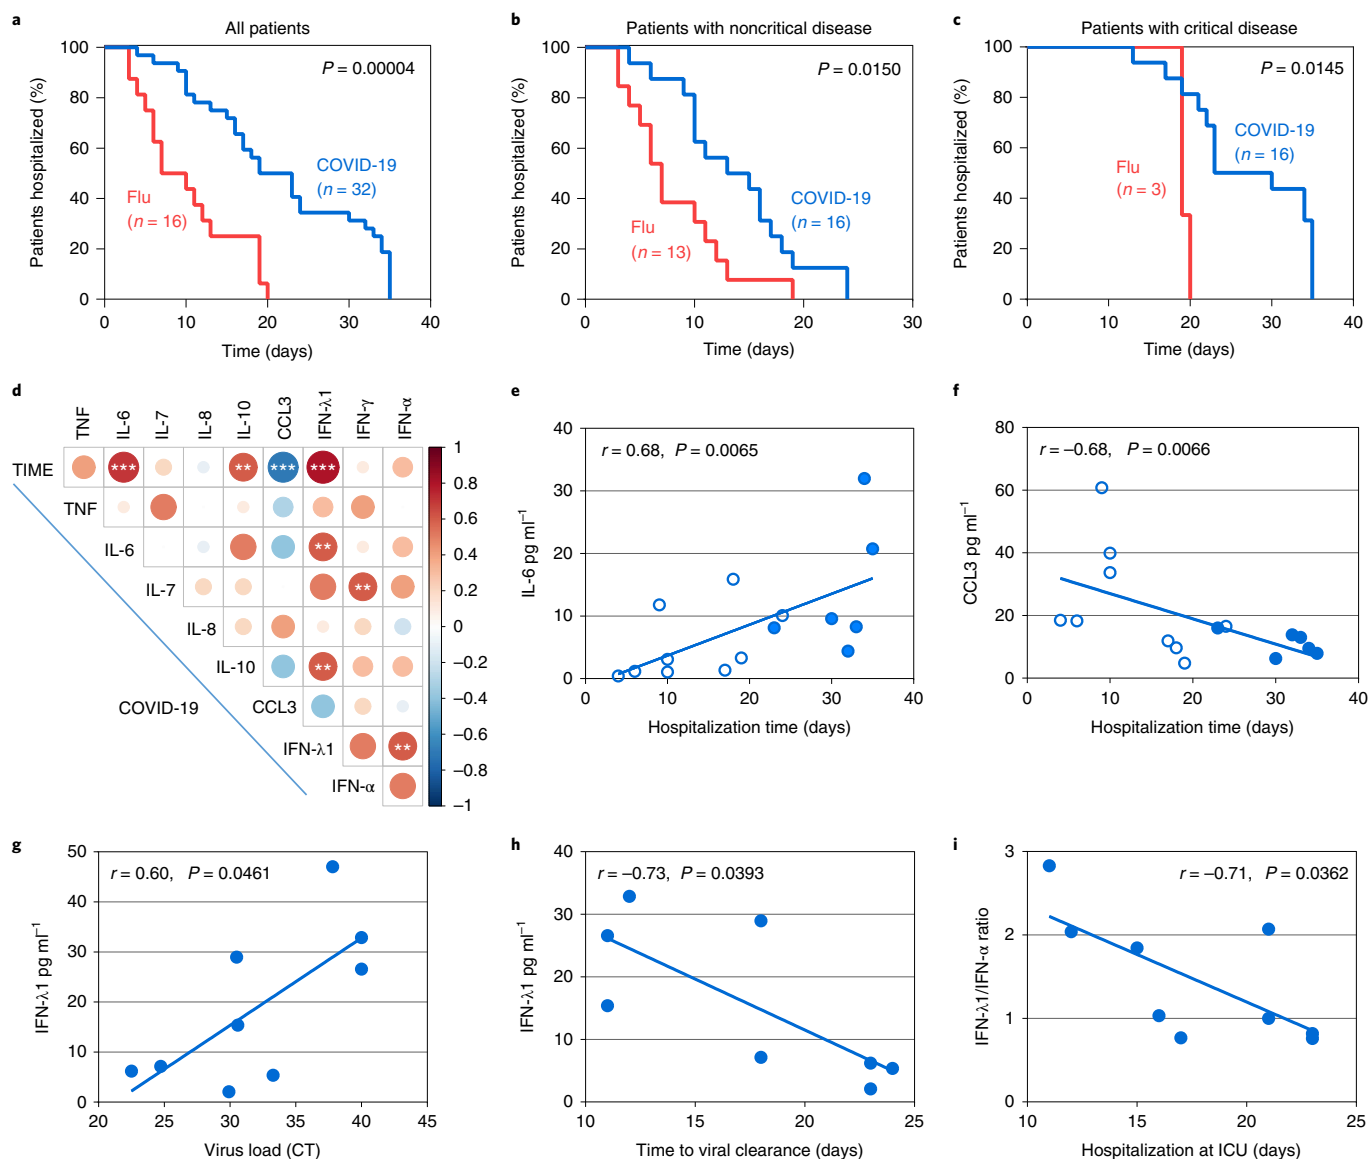 a
All patients
Patients hospitalized (%)
100
80
60
40
20
0
P = 0.00004
COVID-19
(n = 32)
Flu
(n = 16)
0 10 20 30 40
Time (days)
b
Patients with noncritical disease
Patients hospitalized (%)
100
80
60
40
20
0
P = 0.0150
COVID-19
(n = 16)
Flu
(n = 13)
0 10 20 30
Time (days)
c
Patients with critical disease
Patients hospitalized (%)
100
80
60
40
20
0
P = 0.0145
COVID-19
(n = 16)
Flu
(n = 3)
0 10 20 30 40
Time (days)
d
TNF IL-6 IL-7 IL-8 IL-10 CCL3 IFN-λ1 IFN-γ IFN-α
TIME *** ** *** ***
TNF
IL-6 **
IL-7 **
IL-8
IL-10 **
CCL3
IFN-λ1 **
IFN-α
COVID-19
1
0.8
0.6
0.4
0.2
0
−0.2
−0.4
−0.6
−0.8
−1
e
r = 0.68, P = 0.0065
IL-6 pg ml⁻¹
40
30
20
10
0
0 10 20 30 40
Hospitalization time (days)
f
r = −0.68, P = 0.0066
CCL3 pg ml⁻¹
80
60
40
20
0
0 10 20 30 40
Hospitalization time (days)
g
r = 0.60, P = 0.0461
IFN-λ1 pg ml⁻¹
50
40
30
20
10
0
20 25 30 35 40 45
Virus load (CT)
h
r = −0.73, P = 0.0393
IFN-λ1 pg ml⁻¹
40
30
20
10
0
10 15 20 25
Time to viral clearance (days)
i
r = −0.71, P = 0.0362
IFN-λ1/IFN-α ratio
3
2
1
0
10 15 20 25
Hospitalization at ICU (days)